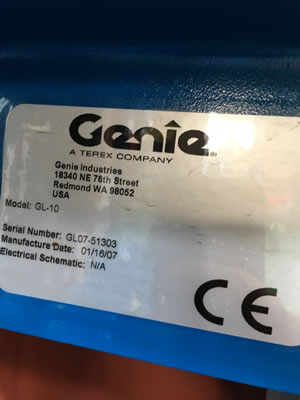 Genie
A TEREX COMPANY
Genie Industries
18340 NE 76th Street
Redmond WA 98052
USA
Model: GL-10
Serial Number: GL07-51303
Manufacture Date: 01/16/07
Electrical Schematic: N/A
CE